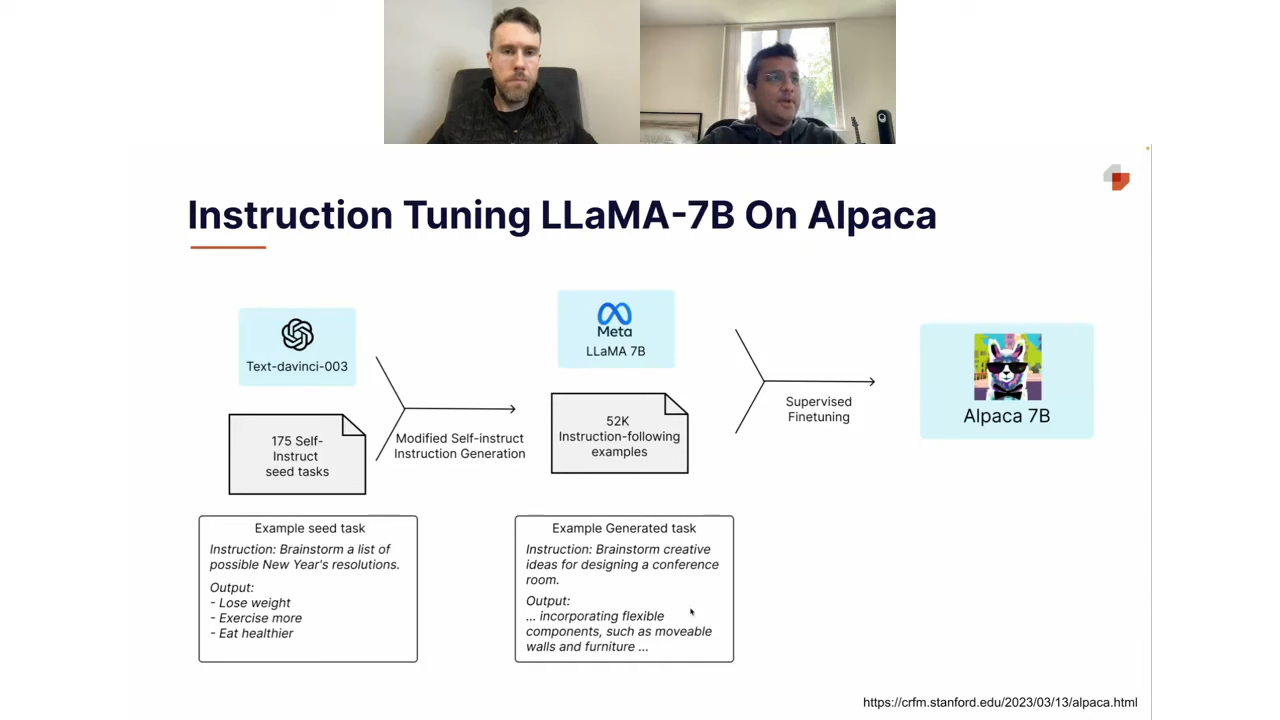 Instruction Tuning LLaMA-7B On Alpaca
Text-davinci-003
175 Self-
Instruct
seed tasks
Modified Self-instruct
Instruction Generation
Meta
LLaMA 7B
52K
Instruction-following
examples
Supervised
Finetuning
Alpaca 7B
Example seed task
Instruction: Brainstorm a list of
possible New Year's resolutions.
Output:
- Lose weight
- Exercise more
- Eat healthier
Example Generated task
Instruction: Brainstorm creative
ideas for designing a conference
room.
Output:
... incorporating flexible
components, such as moveable
walls and furniture ...
https://crfm.stanford.edu/2023/03/13/alpaca.html